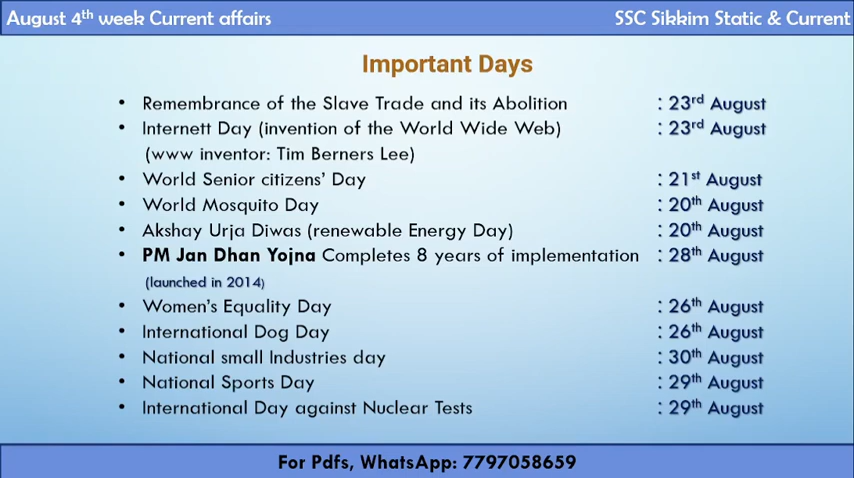 August 4th week Current affairs
SSC Sikkim Static & Current
Important Days
• Remembrance of the Slave Trade and its Abolition : 23rd August
• Internett Day (invention of the World Wide Web) : 23rd August
(www inventor: Tim Berners Lee)
• World Senior citizens' Day : 21st August
• World Mosquito Day : 20th August
• Akshay Urja Diwas (renewable Energy Day) : 20th August
• PM Jan Dhan Yojna Completes 8 years of implementation : 28th August
(launched in 2014)
• Women's Equality Day : 26th August
• International Dog Day : 26th August
• National small Industries day : 30th August
• National Sports Day : 29th August
• International Day against Nuclear Tests : 29th August
For Pdfs, WhatsApp: 7797058659